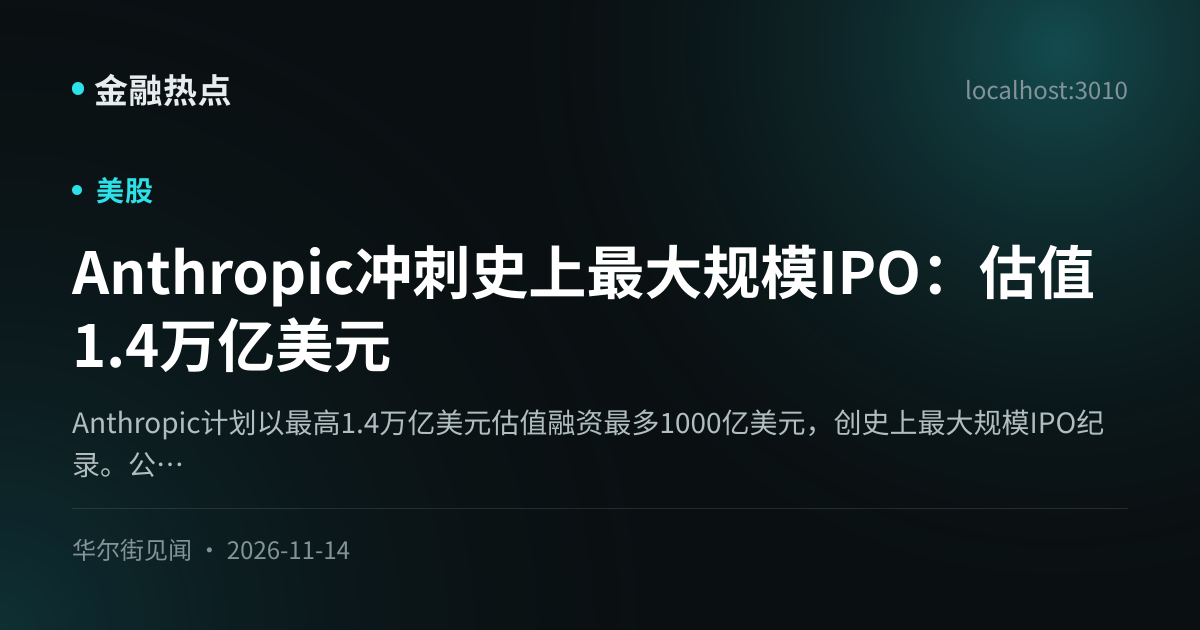 金融热点
localhost:3010
美股
Anthropic冲刺史上最大规模IPO：估值
1.4万亿美元
Anthropic计划以最高1.4万亿美元估值融资最多1000亿美元，创史上最大规模IPO纪
录。公…
华尔街见闻 · 2026-11-14